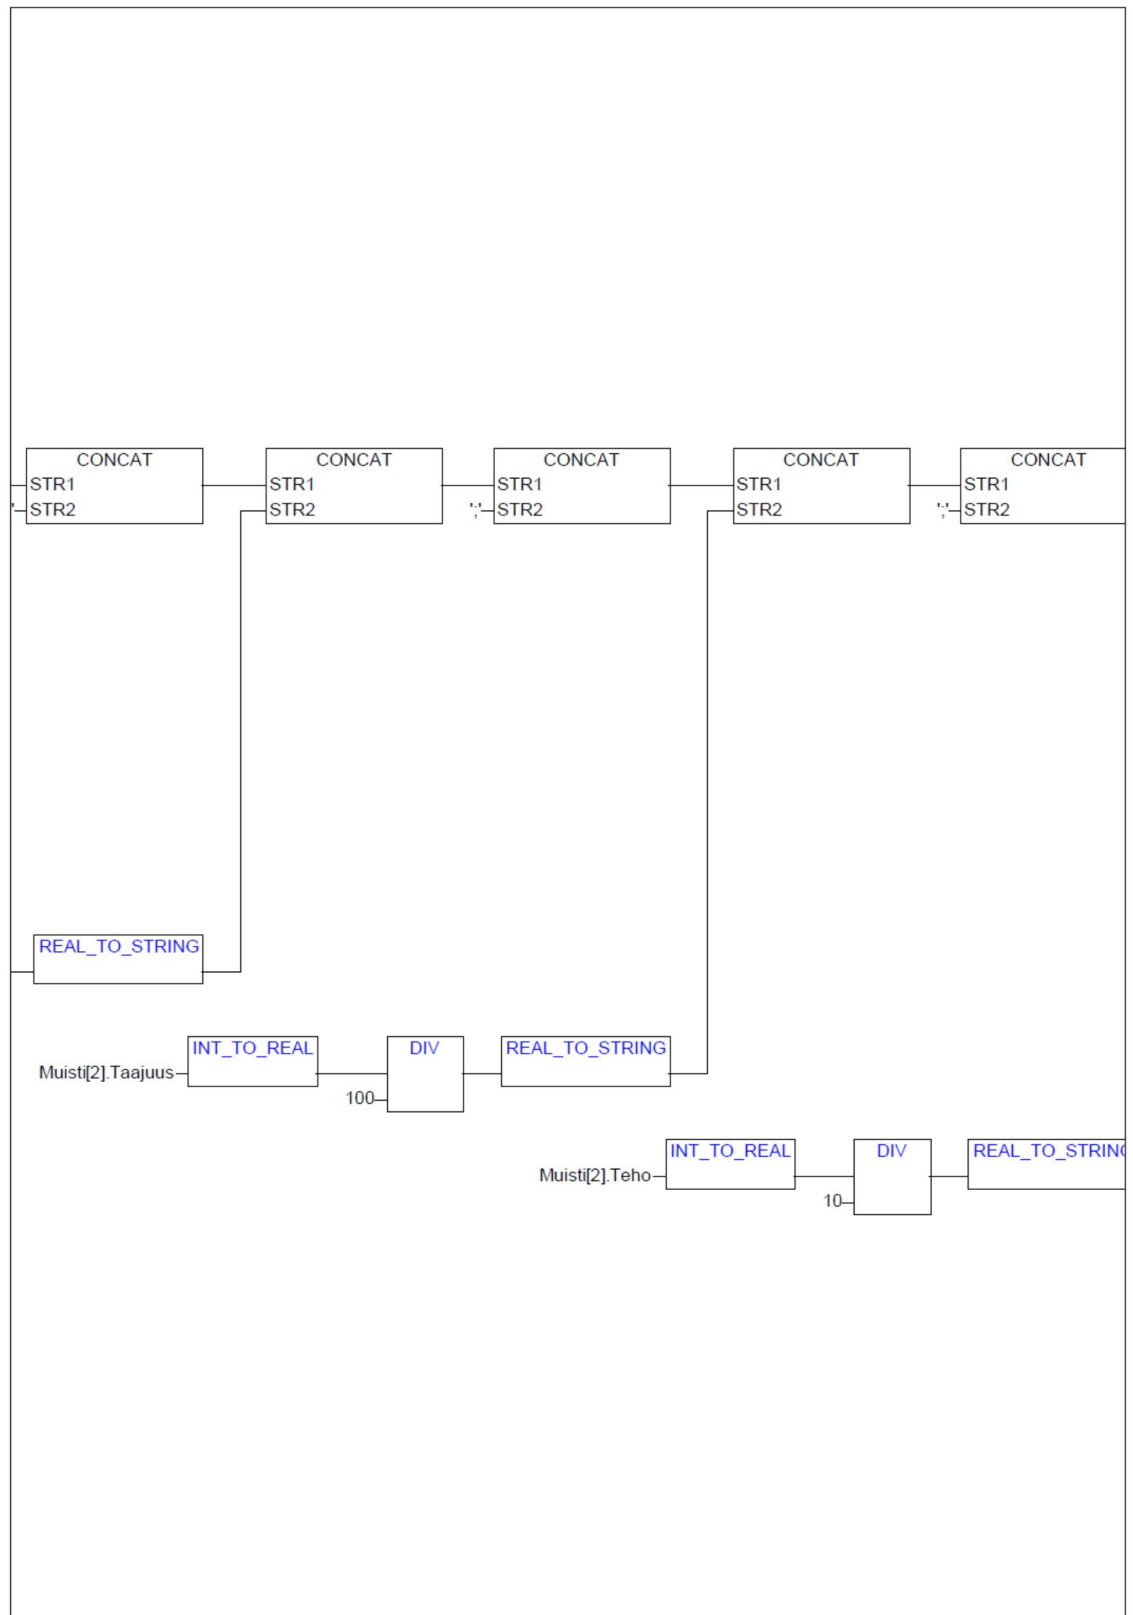 CONCAT CONCAT CONCAT CONCAT CONCAT
STR1 STR1 STR1 STR1 STR1
'STR2 STR2 ';' STR2 STR2 ';' STR2
REAL_TO_STRING
INT_TO_REAL DIV REAL_TO_STRING
Muisti[2].Taajuus
100
INT_TO_REAL DIV REAL_TO_STRING
Muisti[2].Teho
10